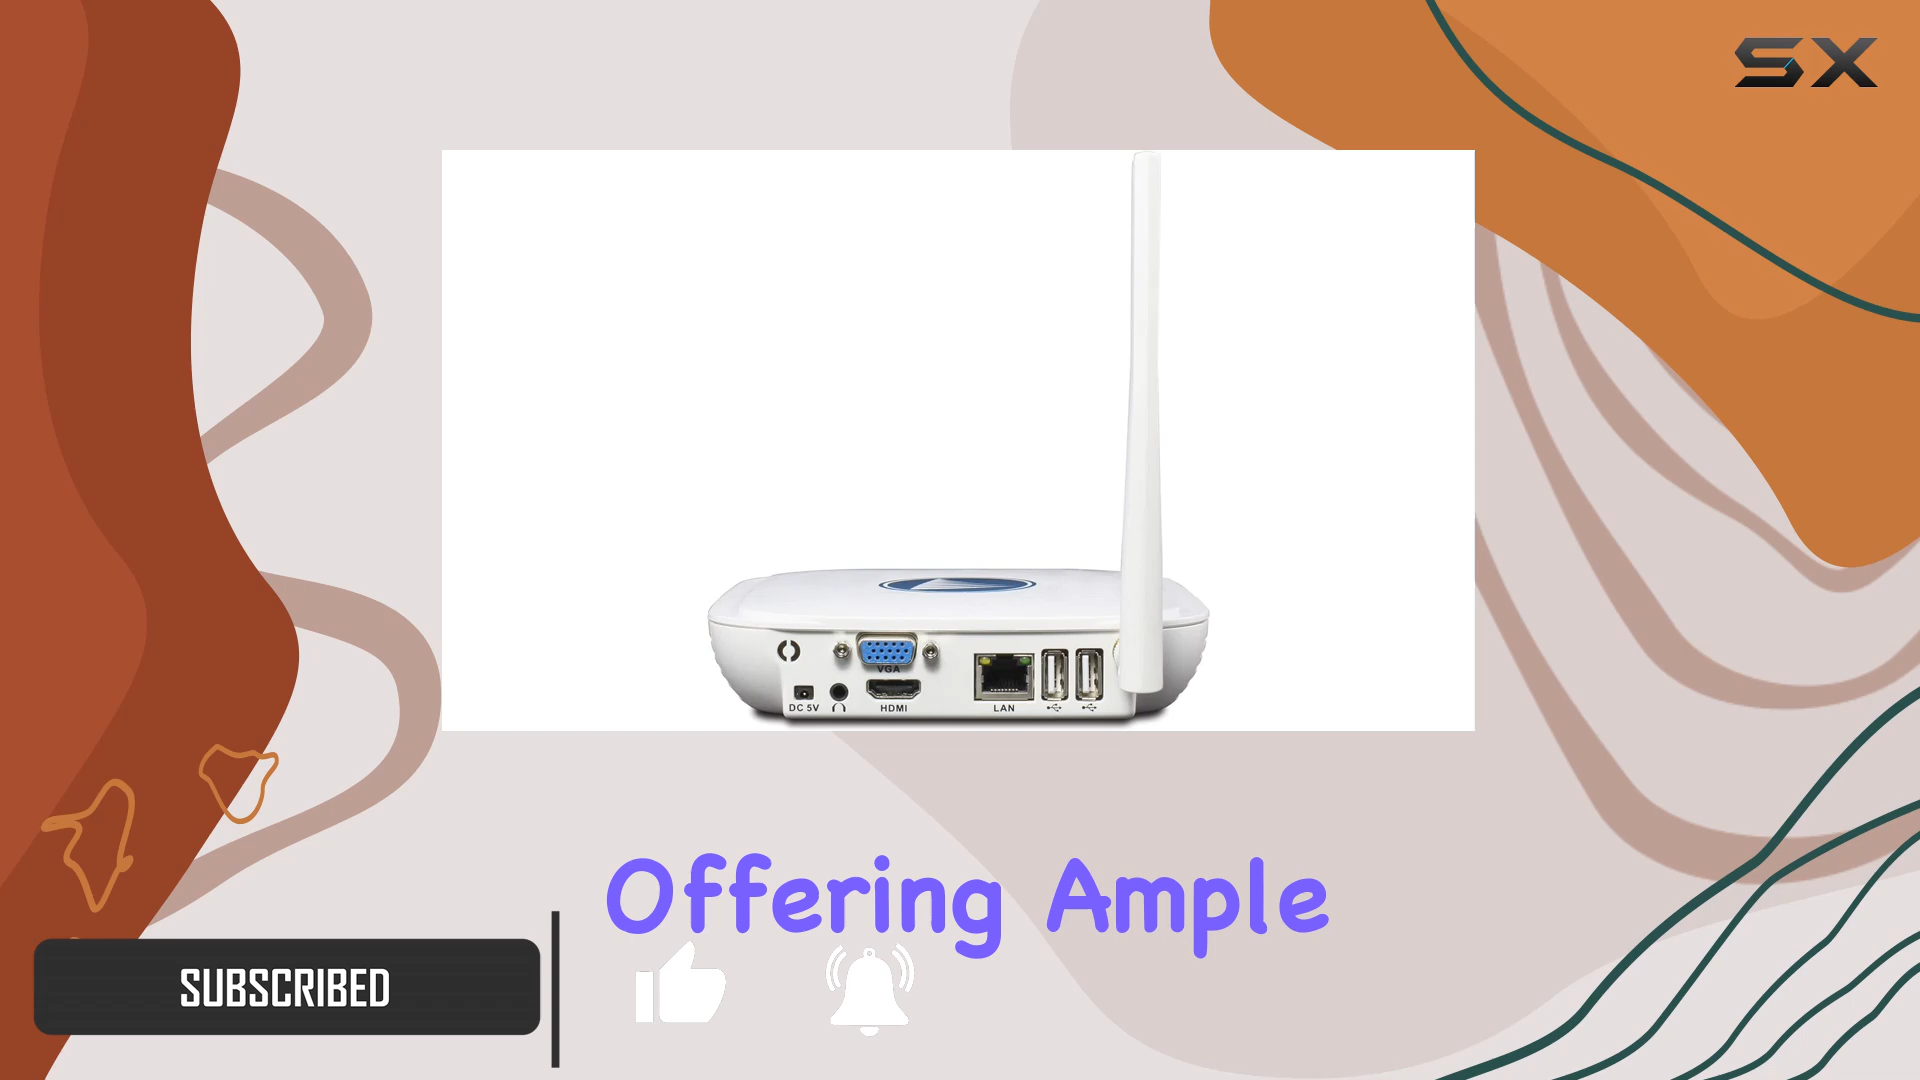 SX
VGA
DC 5V
HDMI
LAN
Offering Ample
SUBSCRIBED